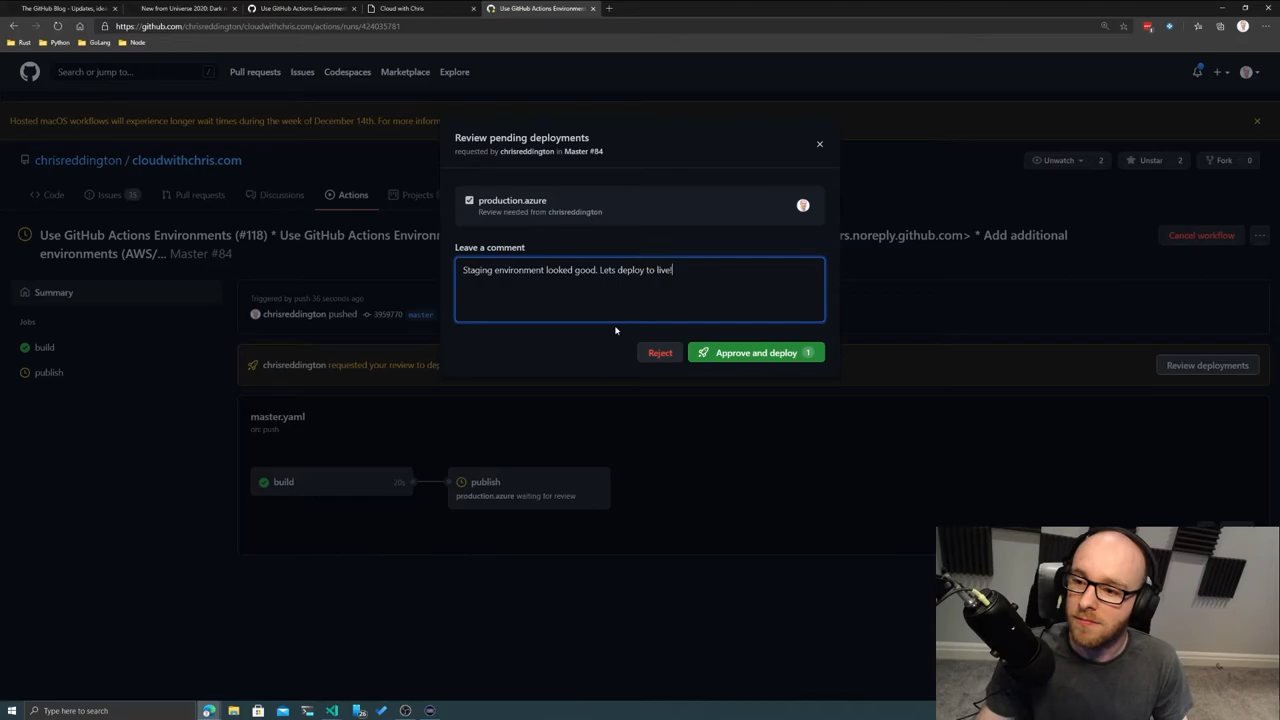 The GitHub Blog - Updates, ide
New from Universe 2020: Dark
Use GitHub Actions Environment
Cloud with Chris
Use GitHub Actions Environment
https://github.com/chrisreddington/cloudwithchris.com/actions/runs/424035781
Rust
Python
GoLang
Node
Search or jump to...
/
Pull requests
Issues
Codespaces
Marketplace
Explore
Hosted macOS workflows will experience longer wait times during the week of December 14th. For more inform
chrisreddington / cloudwithchris.com
Unwatch
2
Unstar
2
Fork
0
Code
Issues
35
Pull requests
Discussions
Actions
Projects
Use GitHub Actions Environments (#118) * Use GitHub Actions Environ
rs.noreply.github.com> * Add additional
environments (AWS/... Master #84
Cancel workflow
Summary
Jobs
build
publish
Triggered by push 36 seconds ago
chrisreddington pushed
3959770
master
chrisreddington requested your review to dep
Review deployments
master.yaml
on: push
build
20s
publish
production.azure waiting for review
Review pending deployments
requested by chrisreddington in Master #84
production.azure
Review needed from chrisreddington
Leave a comment
Staging environment looked good. Lets deploy to live!
Reject
Approve and deploy
1
Type here to search